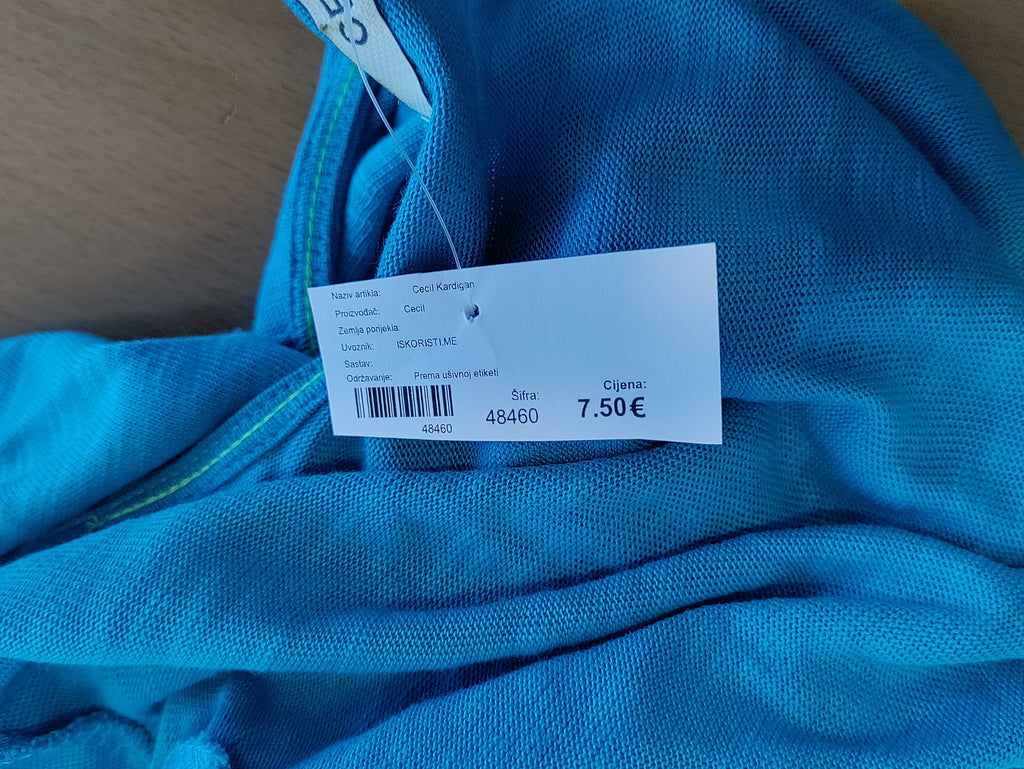 Naziv artikla: Cecil Kardigan
Proizvođač: Cecil
Zemlja porijekla:
Uvoznik: ISKORISTI.ME
Sastav:
Održavanje: Prema ušivnoj etiketi
48460
Šifra:
48460
Cijena:
7.50€